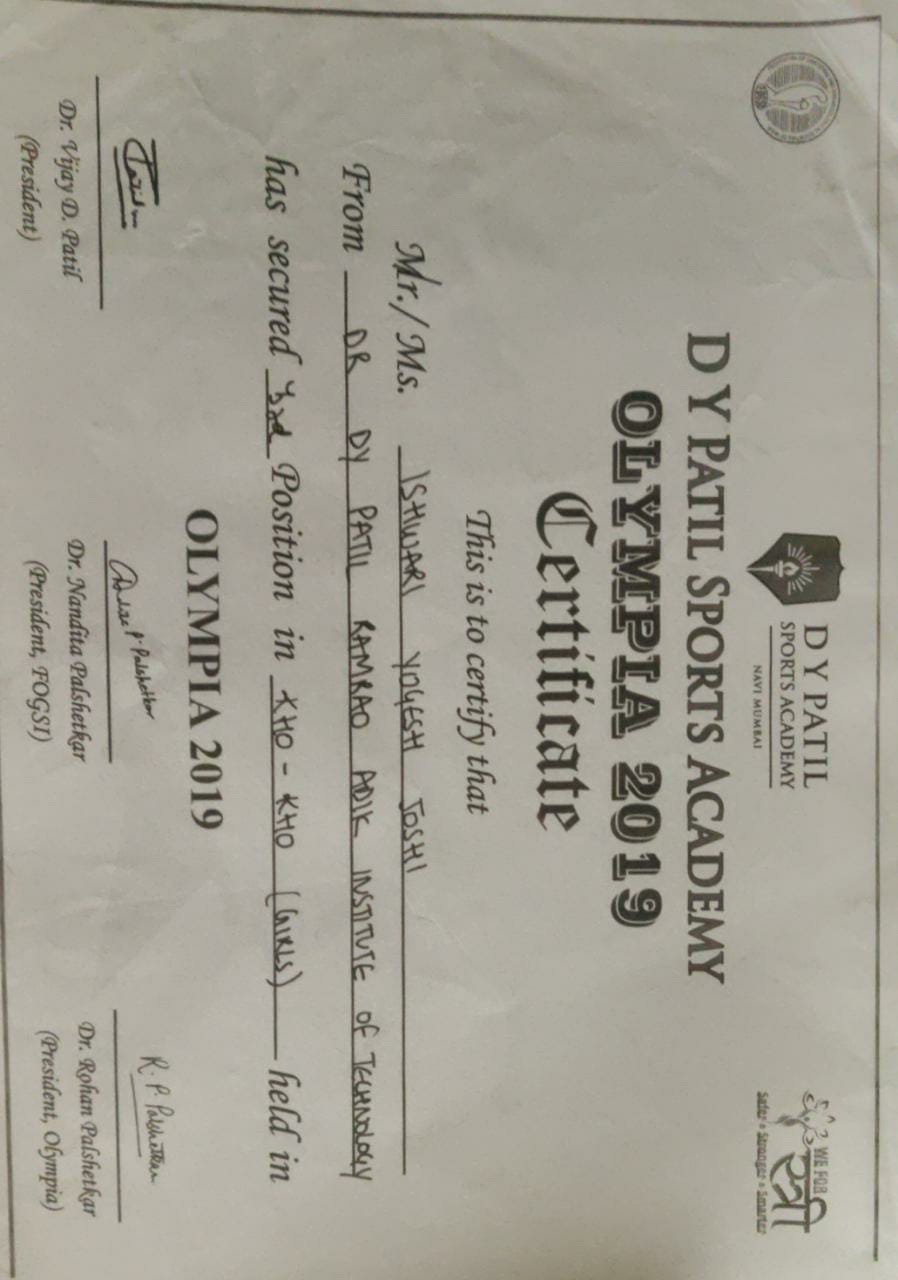 D Y PATIL
SPORTS ACADEMY
NAVI MUMBAI
WE FOR
स्त्री
Safer • Stronger • Smarter
D Y PATIL SPORTS ACADEMY
OLYMPIA 2019
Certificate
This is to certify that
Mr./Ms. ISHWARI YOGESH JOSHI
From DR DY PATIL RAMRAO ADIK INSTITUTE OF TECHNOLOGY
has secured 3rd Position in KHO-KHO (GIRLS) held in
OLYMPIA 2019
R. P. Palshetkar
Dr. Vijay D. Patil
(President)
Dr. Nandita Palshetkar
(President, FOGSI)
Dr. Rohan Palshetkar
(President, Olympia)